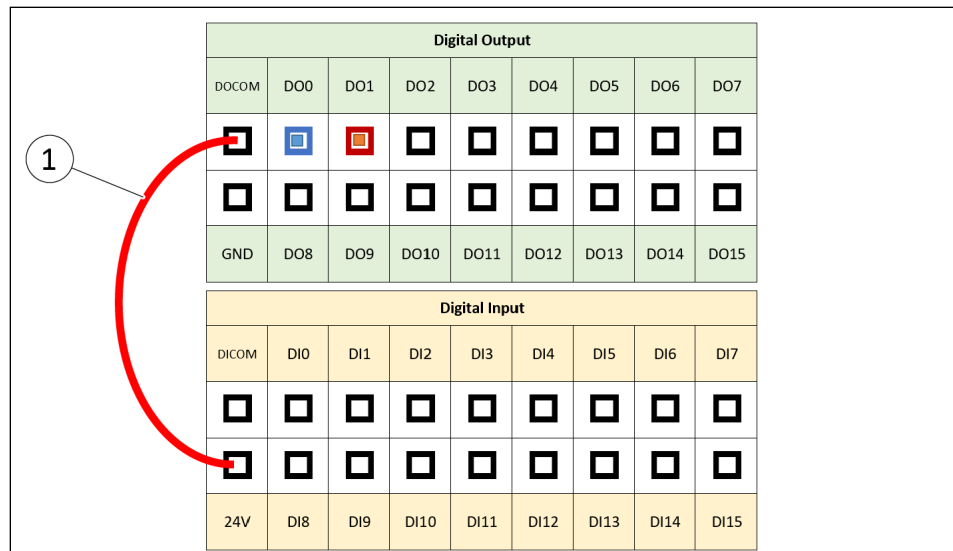 Digital Output
DOCOM DO0 DO1 DO2 DO3 DO4 DO5 DO6 DO7
1
GND DO8 DO9 DO10 DO11 DO12 DO13 DO14 DO15
Digital Input
DICOM DI0 DI1 DI2 DI3 DI4 DI5 DI6 DI7
24V DI8 DI9 DI10 DI11 DI12 DI13 DI14 DI15